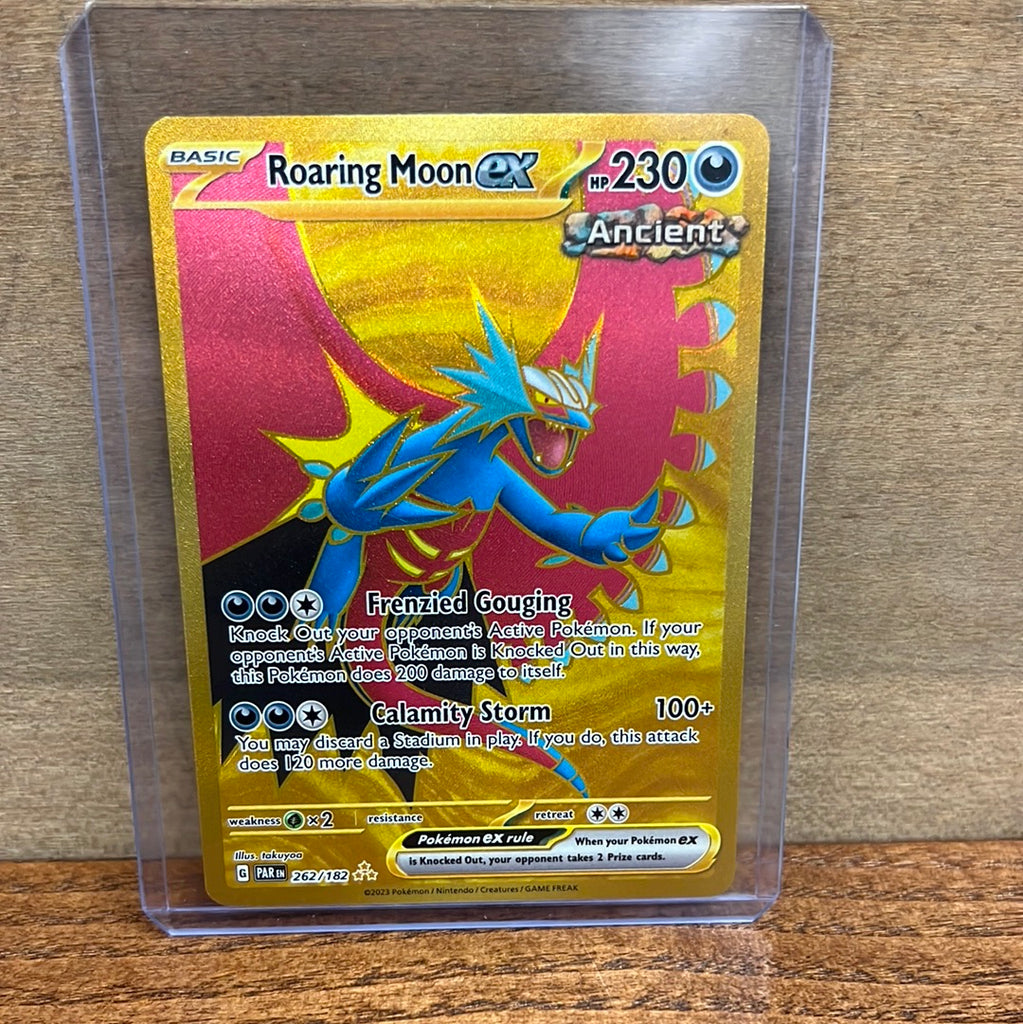 BASIC Roaring Moon ex HP 230
Ancient
Frenzied Gouging
Knock Out your opponent's Active Pokémon. If your
opponent's Active Pokémon is Knocked Out in this way,
this Pokémon does 200 damage to itself.
Calamity Storm 100+
You may discard a Stadium in play. If you do, this attack
does 120 more damage.
weakness ×2 resistance retreat
Pokémon ex rule When your Pokémon ex
is Knocked Out, your opponent takes 2 Prize cards.
Illus. takuyoa
G PAR EN 262/182
©2023 Pokémon / Nintendo / Creatures / GAME FREAK